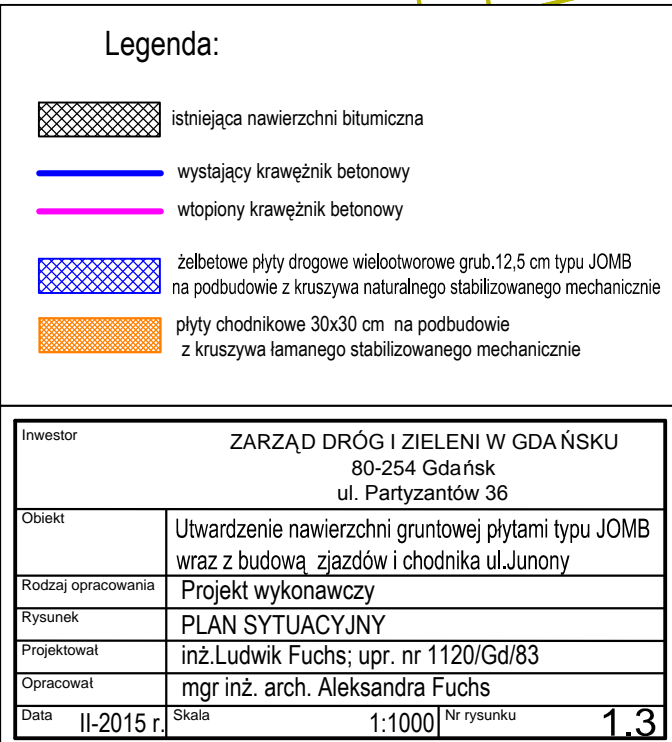 Legenda:
istniejąca nawierzchni bitumiczna
wystający krawężnik betonowy
wtopiony krawężnik betonowy
żelbetowe płyty drogowe wielootworowe grub.12,5 cm typu JOMB
na podbudowie z kruszywa naturalnego stabilizowanego mechanicznie
płyty chodnikowe 30x30 cm na podbudowie
z kruszywa łamanego stabilizowanego mechanicznie
Inwestor
ZARZĄD DRÓG I ZIELENI W GDAŃSKU
80-254 Gdańsk
ul. Partyzantów 36
Obiekt
Utwardzenie nawierzchni gruntowej płytami typu JOMB
wraz z budową zjazdów i chodnika ul.Junony
Rodzaj opracowania Projekt wykonawczy
Rysunek PLAN SYTUACYJNY
Projektował inż.Ludwik Fuchs; upr. nr 1120/Gd/83
Opracował mgr inż. arch. Aleksandra Fuchs
Data II-2015 r. Skala 1:1000 Nr rysunku 1.3